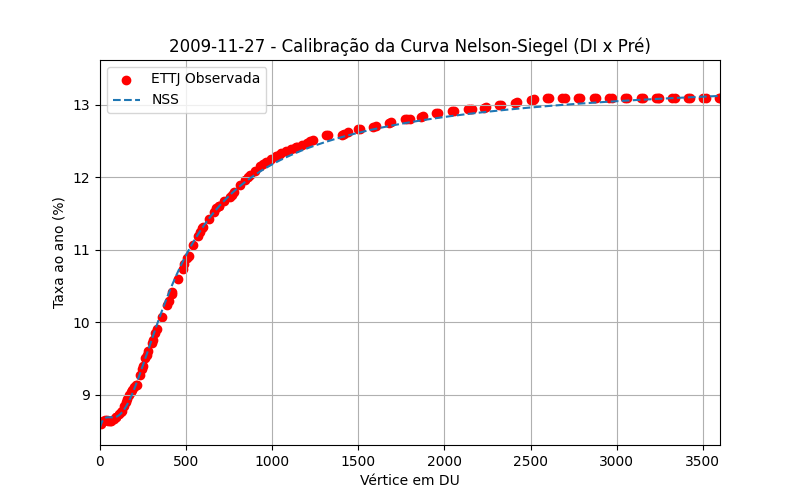 2009-11-27 - Calibração da Curva Nelson-Siegel (DI x Pré)
ETTJ Observada
NSS
Taxa ao ano (%)
13
12
11
10
9
0 500 1000 1500 2000 2500 3000 3500
Vértice em DU